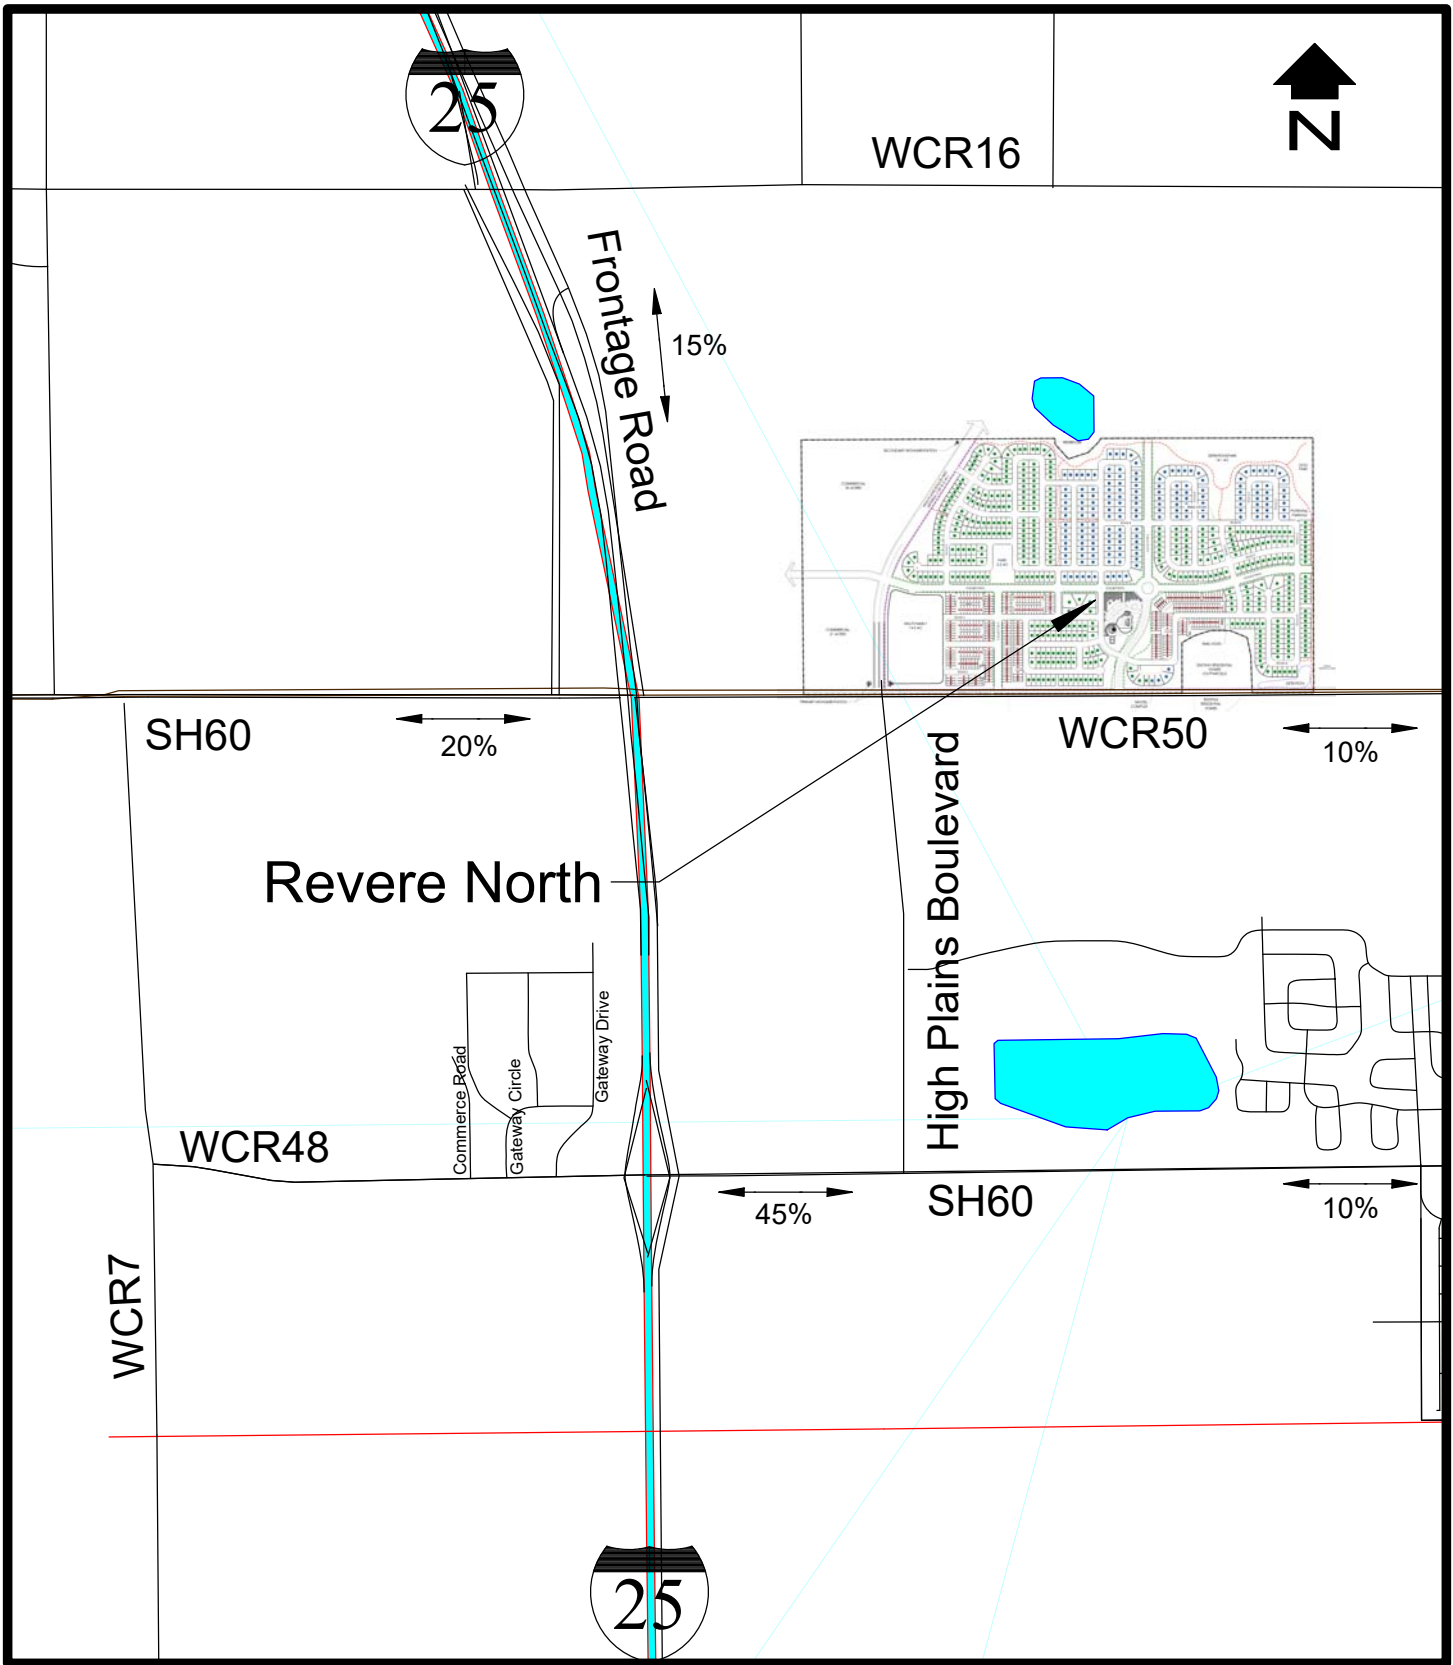 25
WCR16
N
Frontage Road
15%
SH60
20%
WCR50
10%
High Plains Boulevard
Revere North
Commerce Road
Gateway Circle
Gateway Drive
WCR48
45%
SH60
10%
WCR7
25